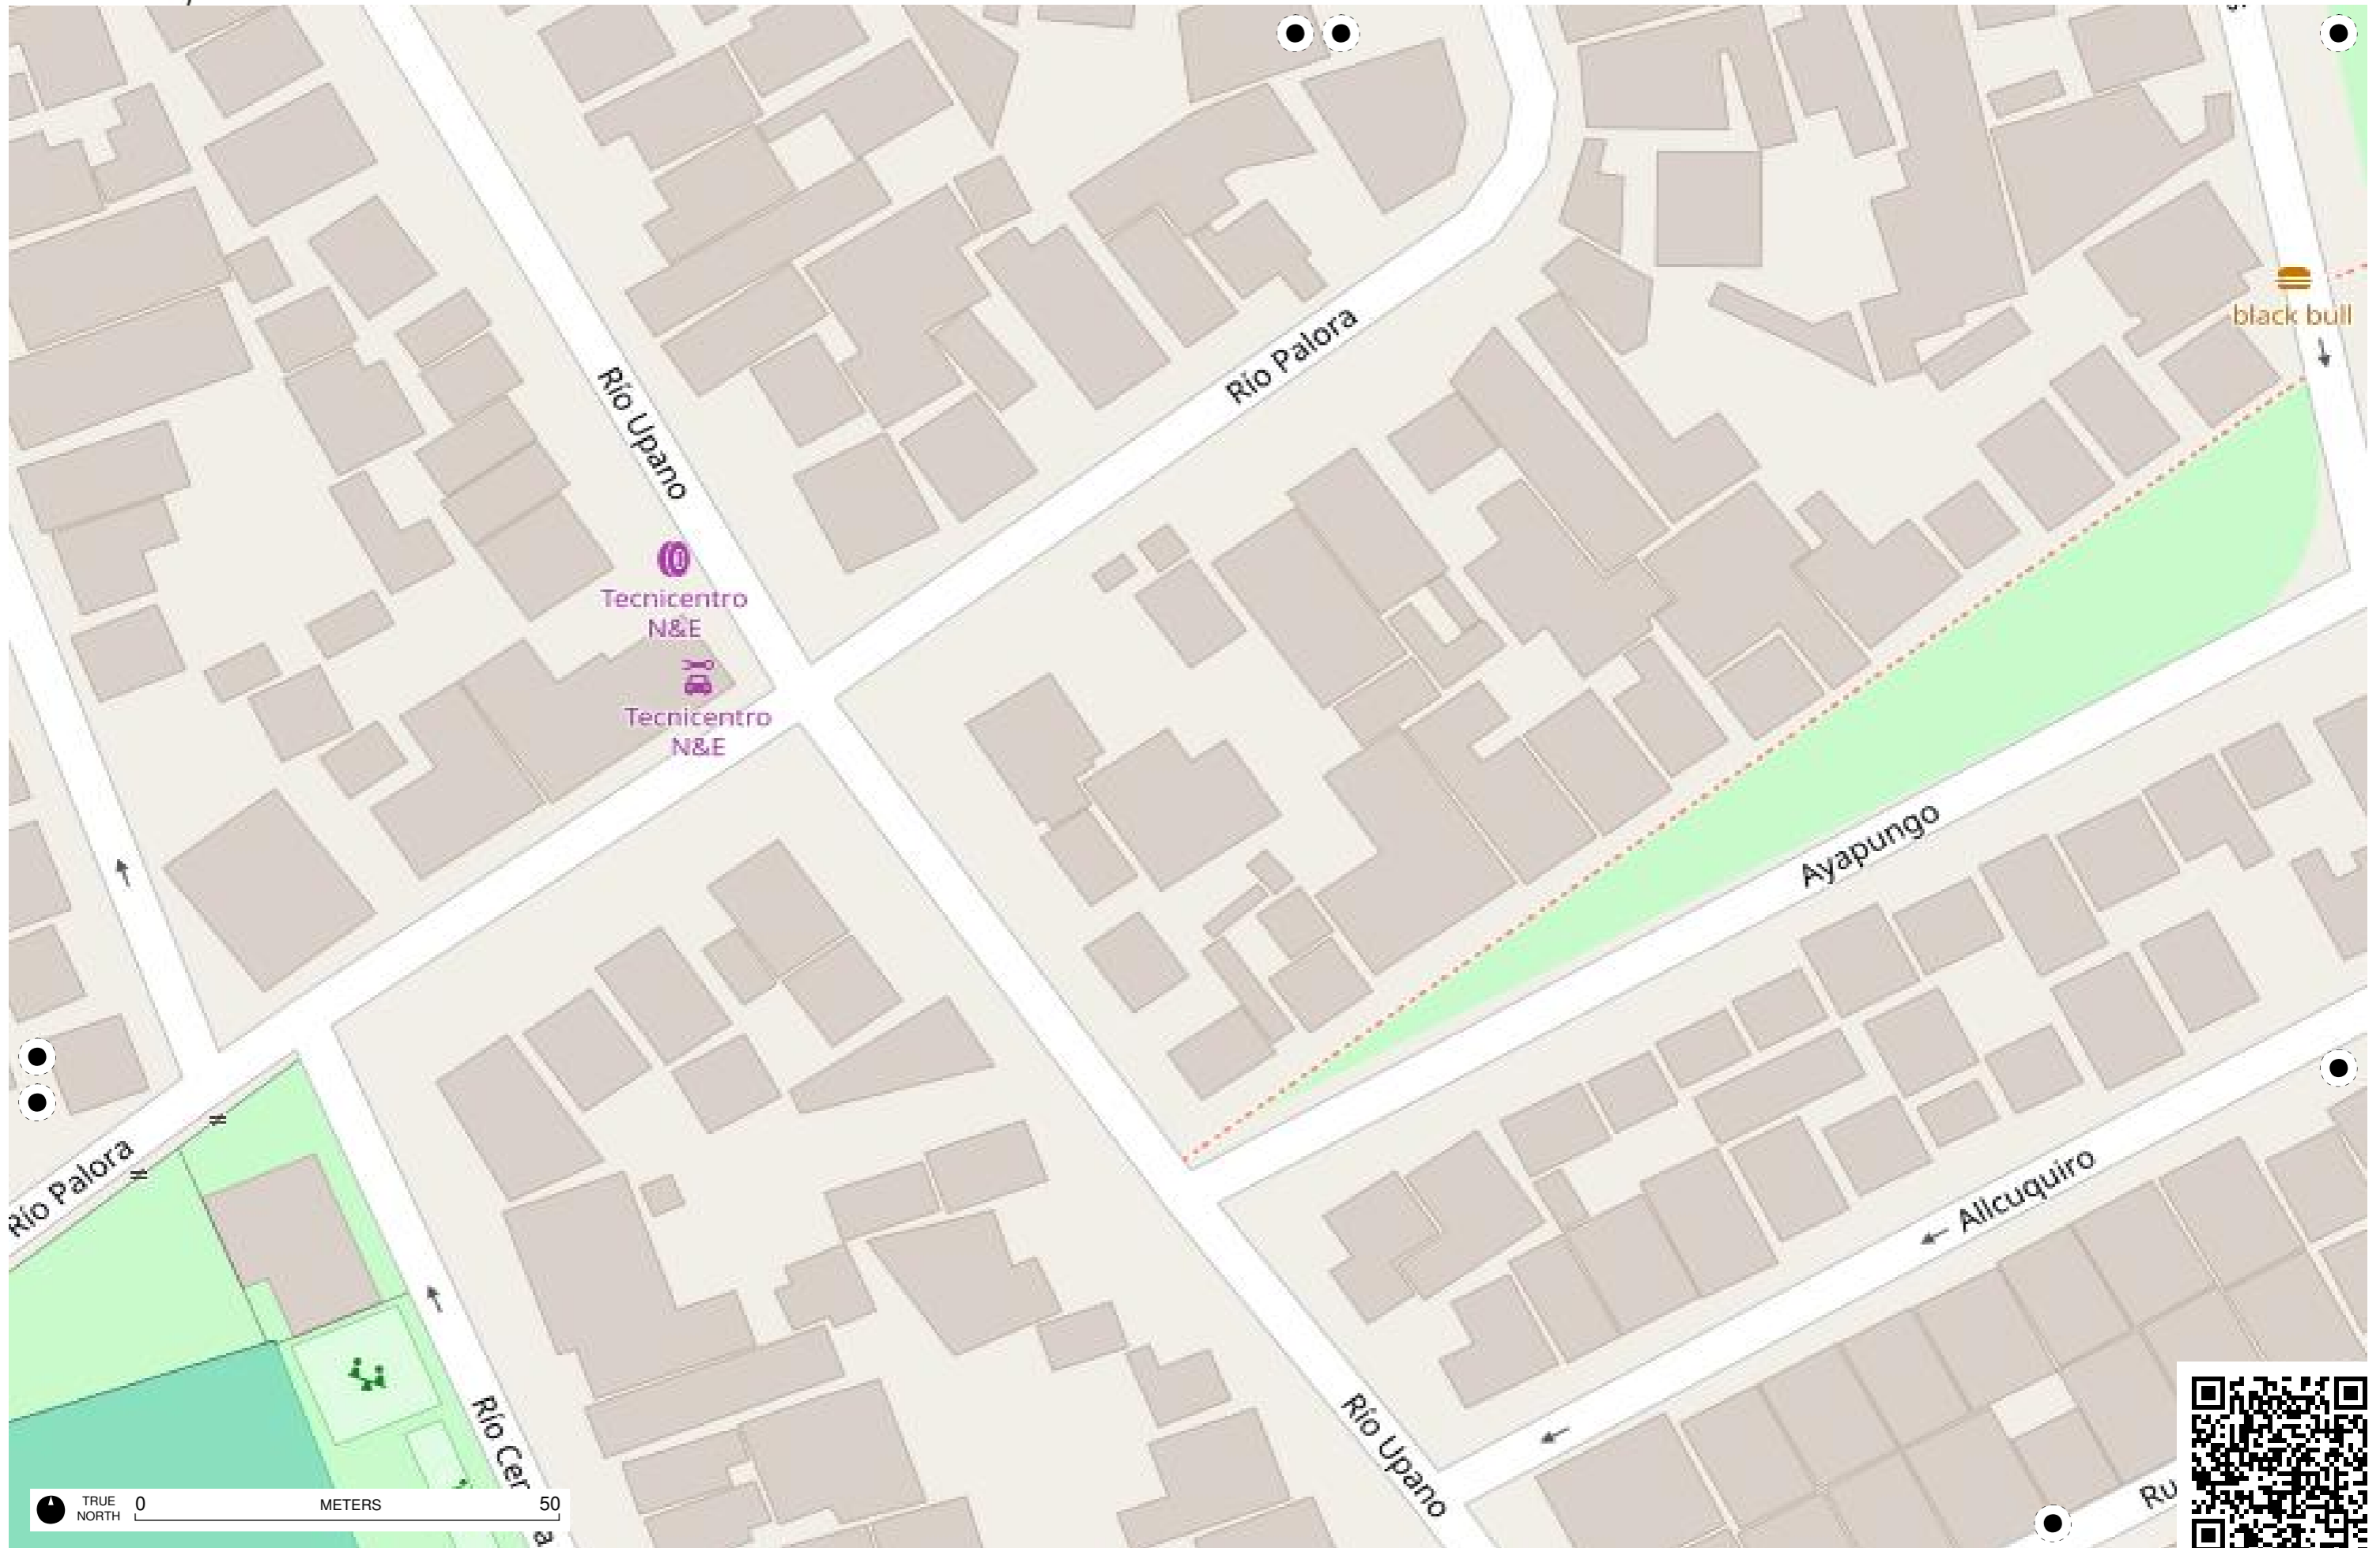 black bull
Río Palora
Río Upano
Tecnicentro
N&E
Tecnicentro
N&E
Ayapungo
Río Palora
Allcuquiro
Río Upano
TRUE
NORTH
0
METERS
50